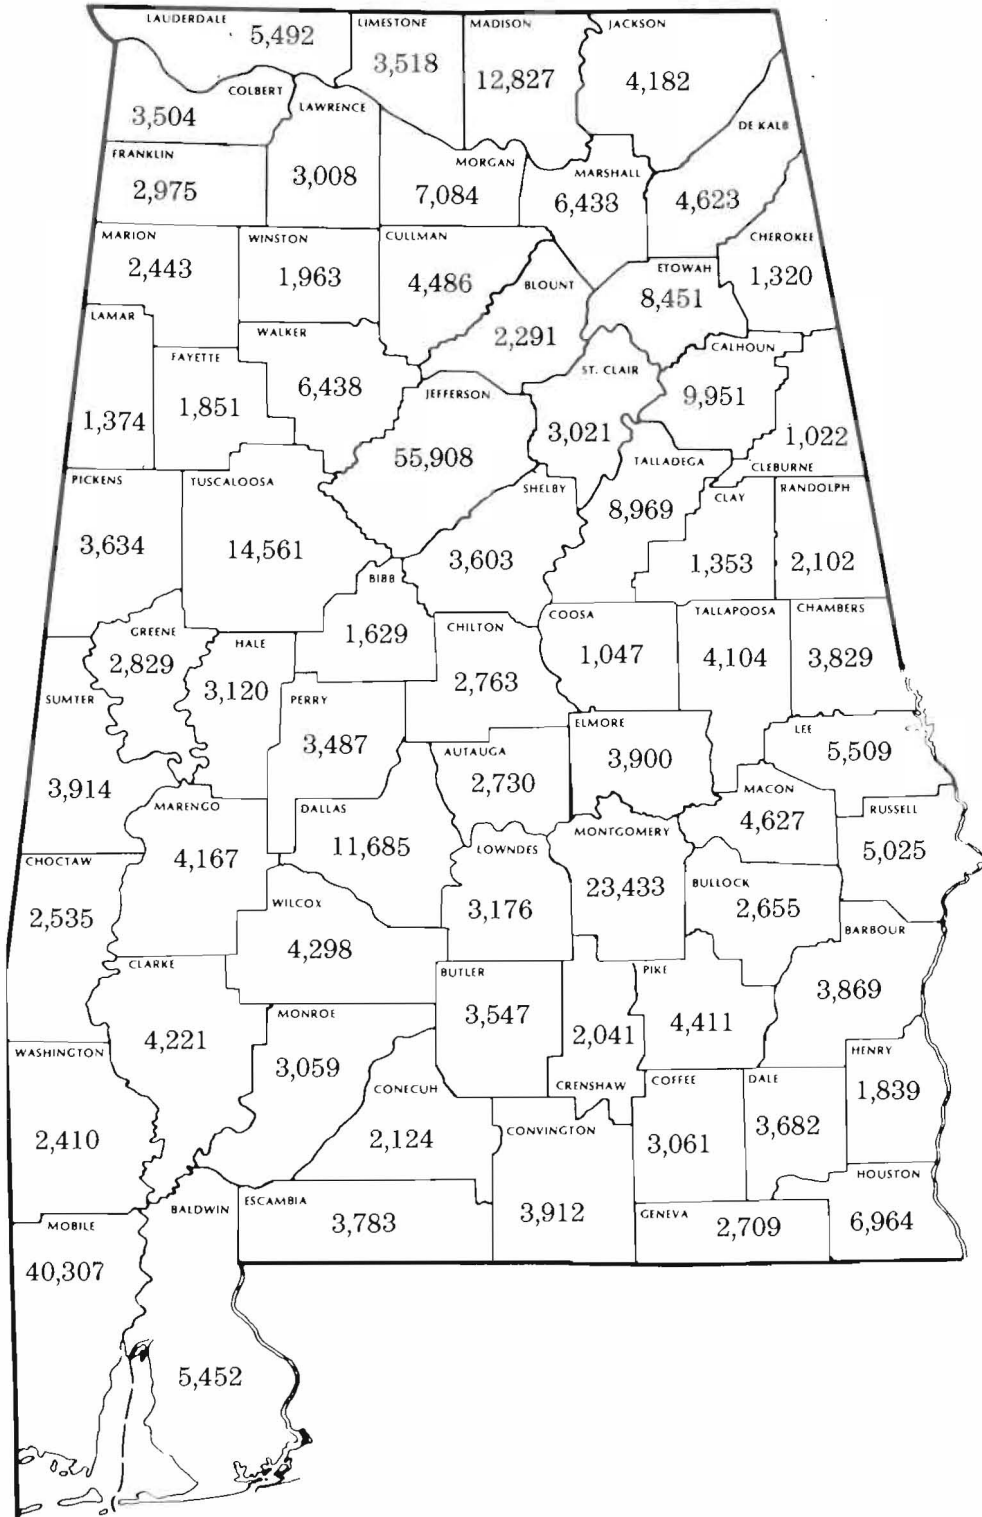 LAUDERDALE
5,492
LIMESTONE
3,518
MADISON
12,827
JACKSON
4,182
COLBERT
3,504
LAWRENCE
3,008
DE KALB
4,623
FRANKLIN
2,975
MORGAN
7,084
MARSHALL
6,438
MARION
2,443
WINSTON
1,963
CULLMAN
4,486
BLOUNT
2,291
ETOWAH
8,451
CHEROKEE
1,320
LAMAR
1,374
FAYETTE
1,851
WALKER
6,438
JEFFERSON
55,908
ST. CLAIR
3,021
CALHOUN
9,951
1,022
CLEBURNE
PICKENS
3,634
TUSCALOOSA
14,561
SHELBY
3,603
TALLADEGA
8,969
CLAY
1,353
RANDOLPH
2,102
BIBB
1,629
GREENE
2,829
HALE
3,120
CHILTON
2,763
COOSA
1,047
TALLAPOOSA
4,104
CHAMBERS
3,829
SUMTER
3,914
PERRY
3,487
AUTAUGA
2,730
ELMORE
3,900
LEE
5,509
MARENGO
4,167
DALLAS
11,685
LOWNDES
3,176
MONTGOMERY
23,433
MACON
4,627
RUSSELL
5,025
CHOCTAW
2,535
WILCOX
4,298
BULLOCK
2,655
BARBOUR
3,869
CLARKE
4,221
MONROE
3,059
BUTLER
3,547
2,041
CRENSHAW
PIKE
4,411
WASHINGTON
2,410
CONECUH
2,124
CONVINGTON
3,912
COFFEE
3,061
DALE
3,682
HENRY
1,839
MOBILE
40,307
BALDWIN
5,452
ESCAMBIA
3,783
GENEVA
2,709
HOUSTON
6,964